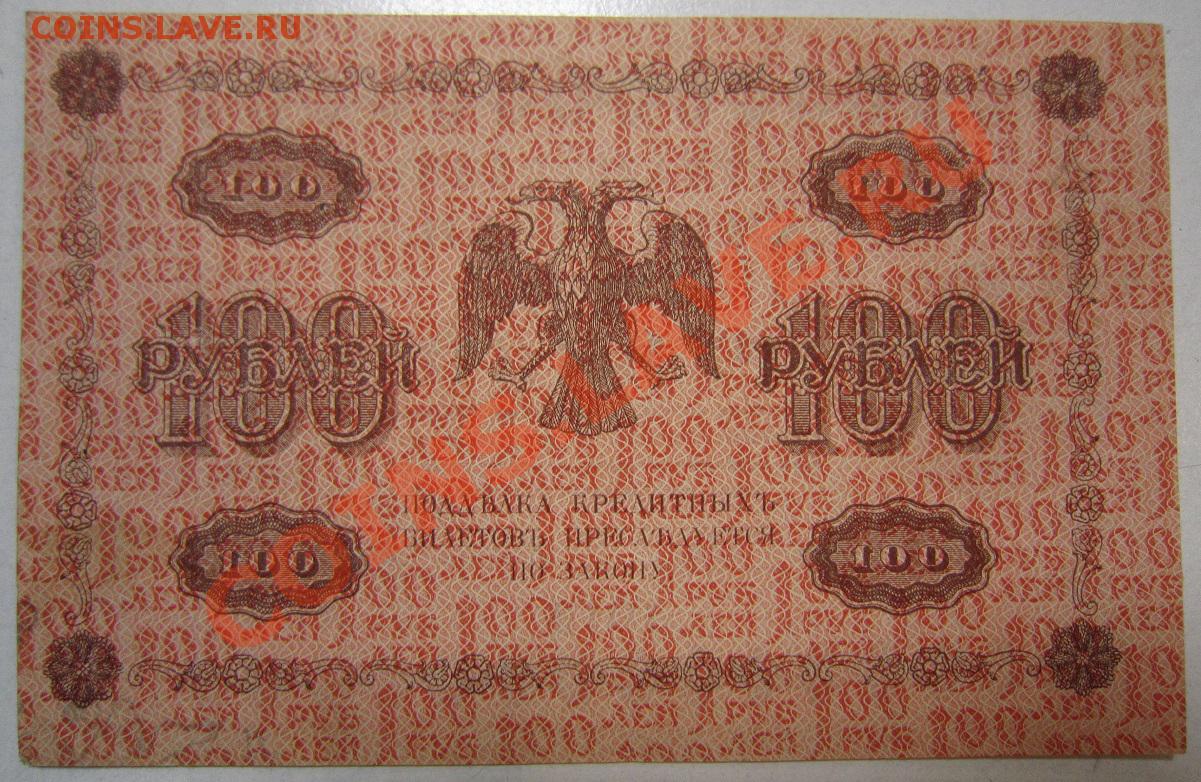 COINS.LAVE.РУ
100 100
100 РУБЛЕЙ 100 РУБЛЕЙ
ПОДДѢЛКА КРЕДИТНЫХЪ
БИЛЕТОВЪ ПРЕСЛѢДУЕТСЯ
ПО ЗАКОНУ
100 100
COINS.LAVE.RU